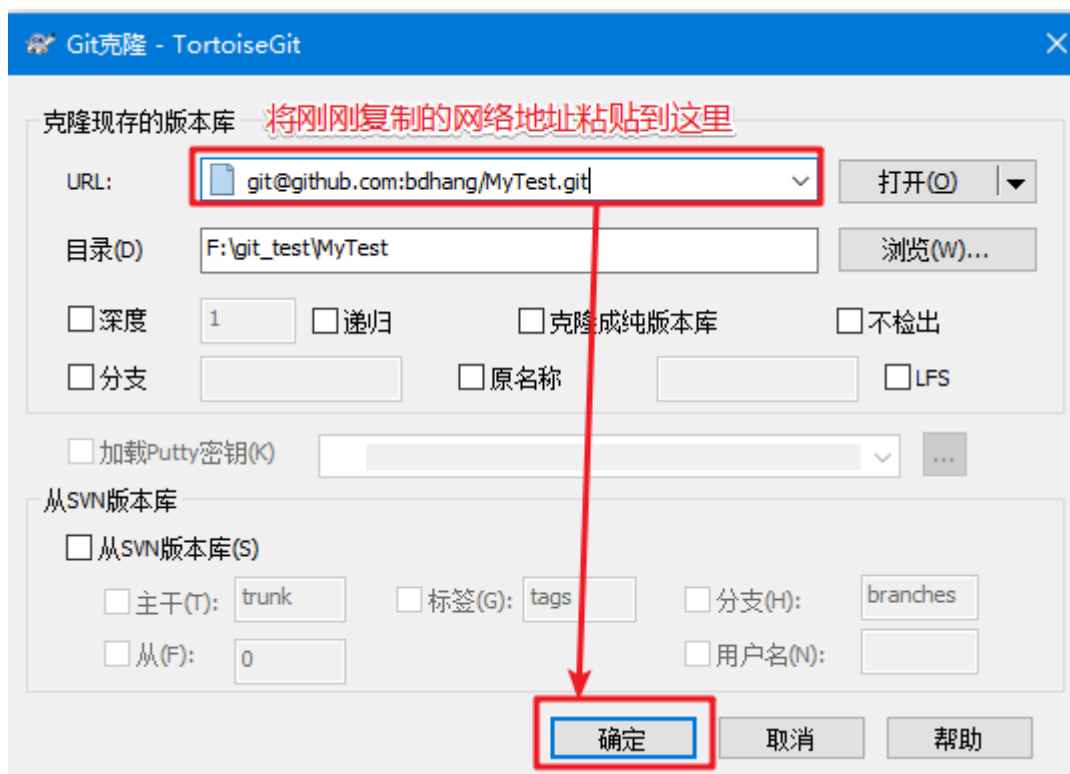 Git克隆 - TortoiseGit
克隆现存的版本库 将刚刚复制的网络地址粘贴到这里
URL: git@github.com:bdhang/MyTest.git 打开(O)
目录(D) F:\git_test\MyTest 浏览(W)...
深度 1 递归 克隆成纯版本库 不检出
分支 原名称 LFS
加载Putty密钥(K) ...
从SVN版本库
从SVN版本库(S)
主干(T): trunk 标签(G): tags 分支(H): branches
从(F): 0 用户名(N):
确定 取消 帮助